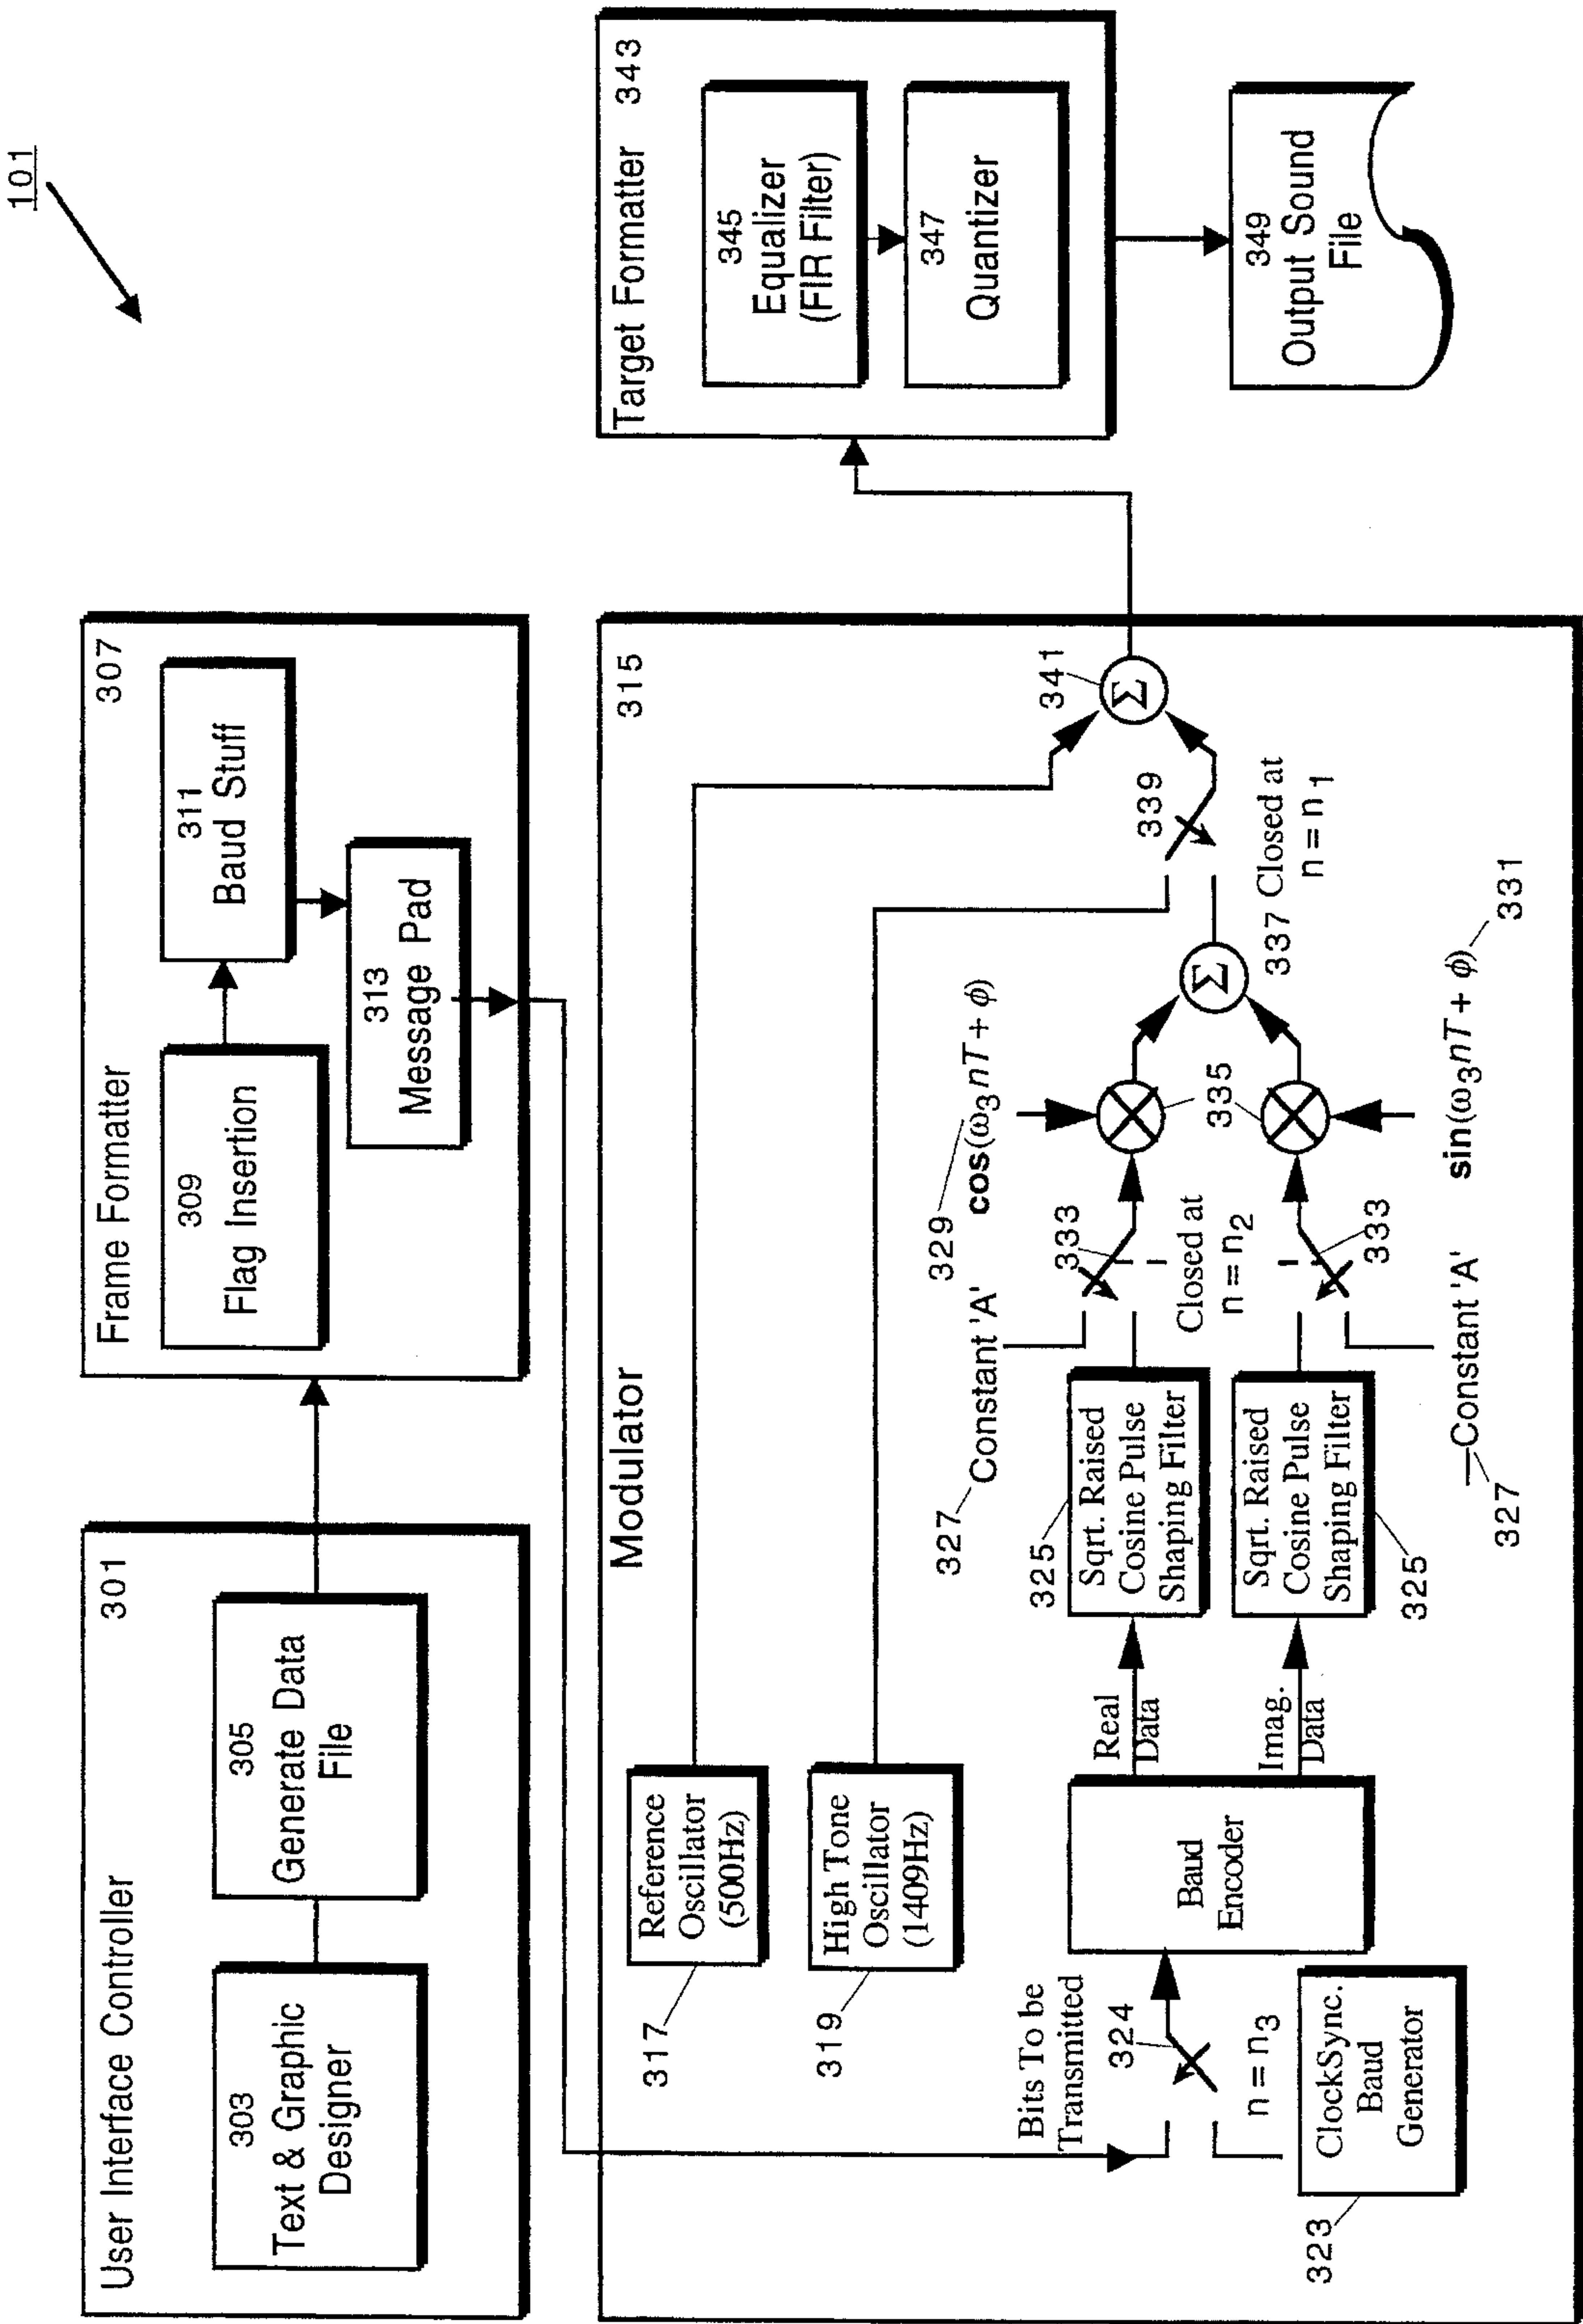 101
User Interface Controller
301
303
Text & Graphic
Designer
305
Generate Data
File
Frame Formatter
307
309
Flag Insertion
311
Baud Stuff
313
Message Pad
Modulator
315
317
Reference
Oscillator
(500Hz)
319
High Tone
Oscillator
(1409Hz)
Bits To be
Transmitted
324
n = n3
323
ClockSync.
Baud
Generator
Baud
Encoder
Real
Data
Imag.
Data
325
Sqrt. Raised
Cosine Pulse
Shaping Filter
Sqrt. Raised
Cosine Pulse
Shaping Filter
325
327
Constant 'A'
327
Constant 'A'
333
Closed at
n = n2
333
329
cos(ω3nT + φ)
335
sin(ω3nT + φ)
331
Σ
337
Closed at
n = n1
339
341
Σ
Target Formatter 343
345
Equalizer
(FIR Filter)
347
Quantizer
349
Output Sound
File